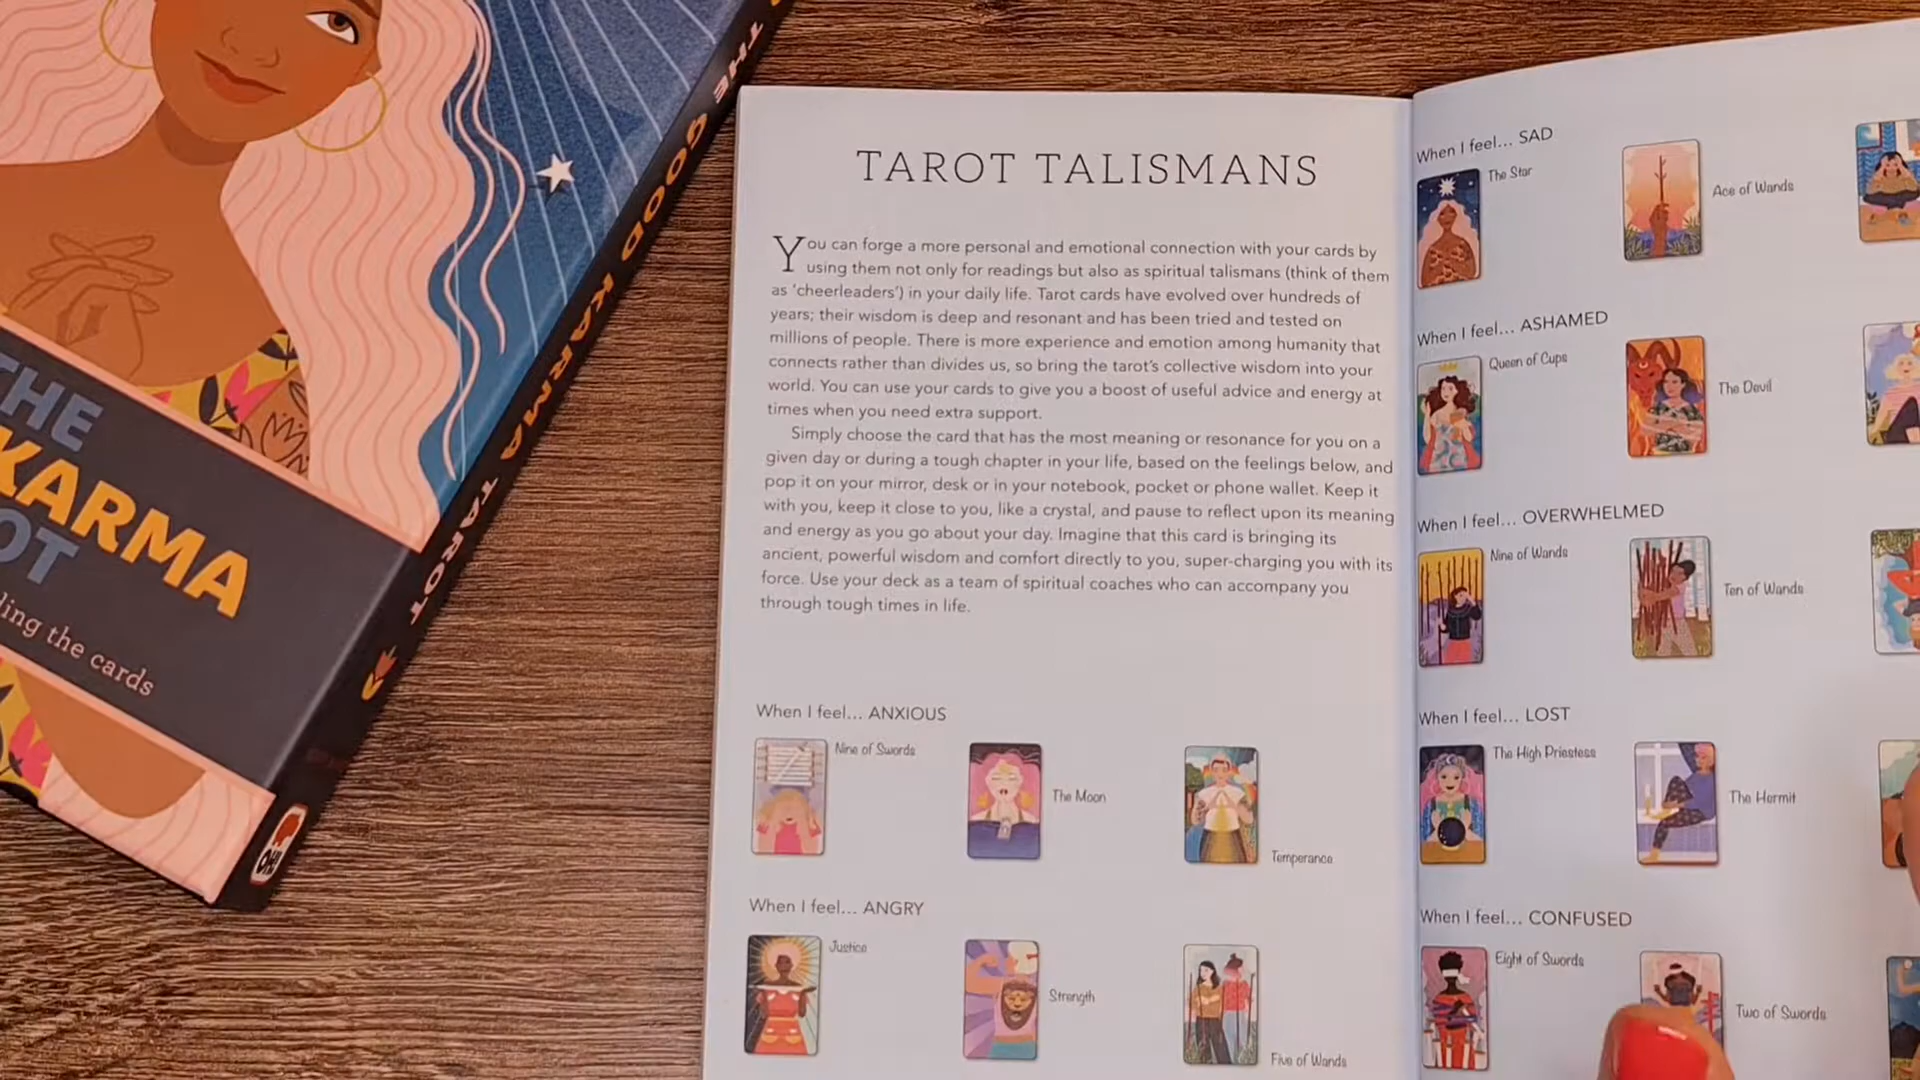 THE GOOD KARMA TAROT
THE
KARMA
OT
ling the cards
OH!
TAROT TALISMANS
You can forge a more personal and emotional connection with your cards by
using them not only for readings but also as spiritual talismans (think of them
as ‘cheerleaders’) in your daily life. Tarot cards have evolved over hundreds of
years; their wisdom is deep and resonant and has been tried and tested on
millions of people. There is more experience and emotion among humanity that
connects rather than divides us, so bring the tarot’s collective wisdom into your
world. You can use your cards to give you a boost of useful advice and energy at
times when you need extra support.
Simply choose the card that has the most meaning or resonance for you on a
given day or during a tough chapter in your life, based on the feelings below, and
pop it on your mirror, desk or in your notebook, pocket or phone wallet. Keep it
with you, keep it close to you, like a crystal, and pause to reflect upon its meaning
and energy as you go about your day. Imagine that this card is bringing its
ancient, powerful wisdom and comfort directly to you, super-charging you with its
force. Use your deck as a team of spiritual coaches who can accompany you
through tough times in life.
When I feel... ANXIOUS
Nine of Swords
The Moon
Temperance
When I feel... ANGRY
Justice
Strength
Five of Wands
When I feel... SAD
The Star
Ace of Wands
When I feel... ASHAMED
Queen of Cups
The Devil
When I feel... OVERWHELMED
Nine of Wands
Ten of Wands
When I feel... LOST
The High Priestess
The Hermit
When I feel... CONFUSED
Eight of Swords
Two of Swords